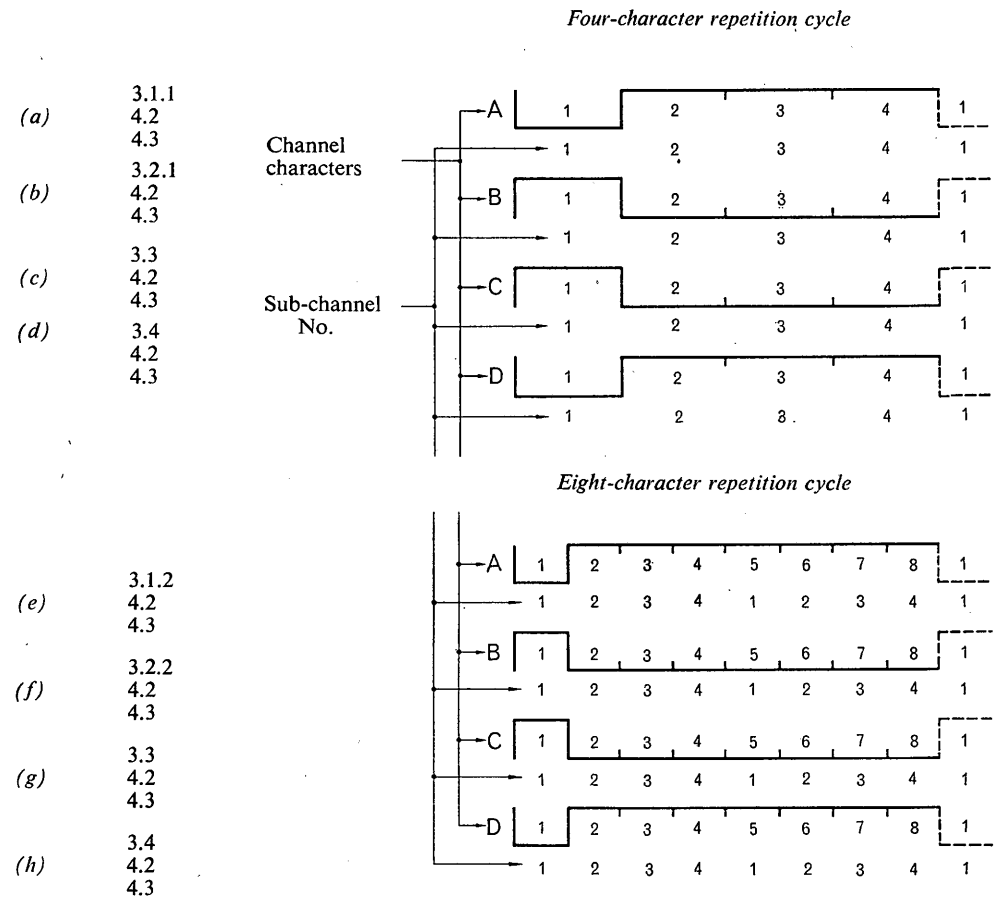 Four-character repetition cycle
(a) 3.1.1
4.2
4.3
Channel characters
A 1 2 3 4 1
1 2 3 4 1
(b) 3.2.1
4.2
4.3
B 1 2 3 4 1
1 2 3 4 1
(c) 3.3
4.2
4.3
C 1 2 3 4 1
Sub-channel No.
1 2 3 4 1
(d) 3.4
4.2
4.3
D 1 2 3 4 1
1 2 3 4 1
Eight-character repetition cycle
A 1 2 3 4 5 6 7 8 1
(e) 3.1.2
4.2
4.3
1 2 3 4 1 2 3 4 1
B 1 2 3 4 5 6 7 8 1
(f) 3.2.2
4.2
4.3
1 2 3 4 1 2 3 4 1
C 1 2 3 4 5 6 7 8 1
(g) 3.3
4.2
4.3
1 2 3 4 1 2 3 4 1
D 1 2 3 4 5 6 7 8 1
(h) 3.4
4.2
4.3
1 2 3 4 1 2 3 4 1